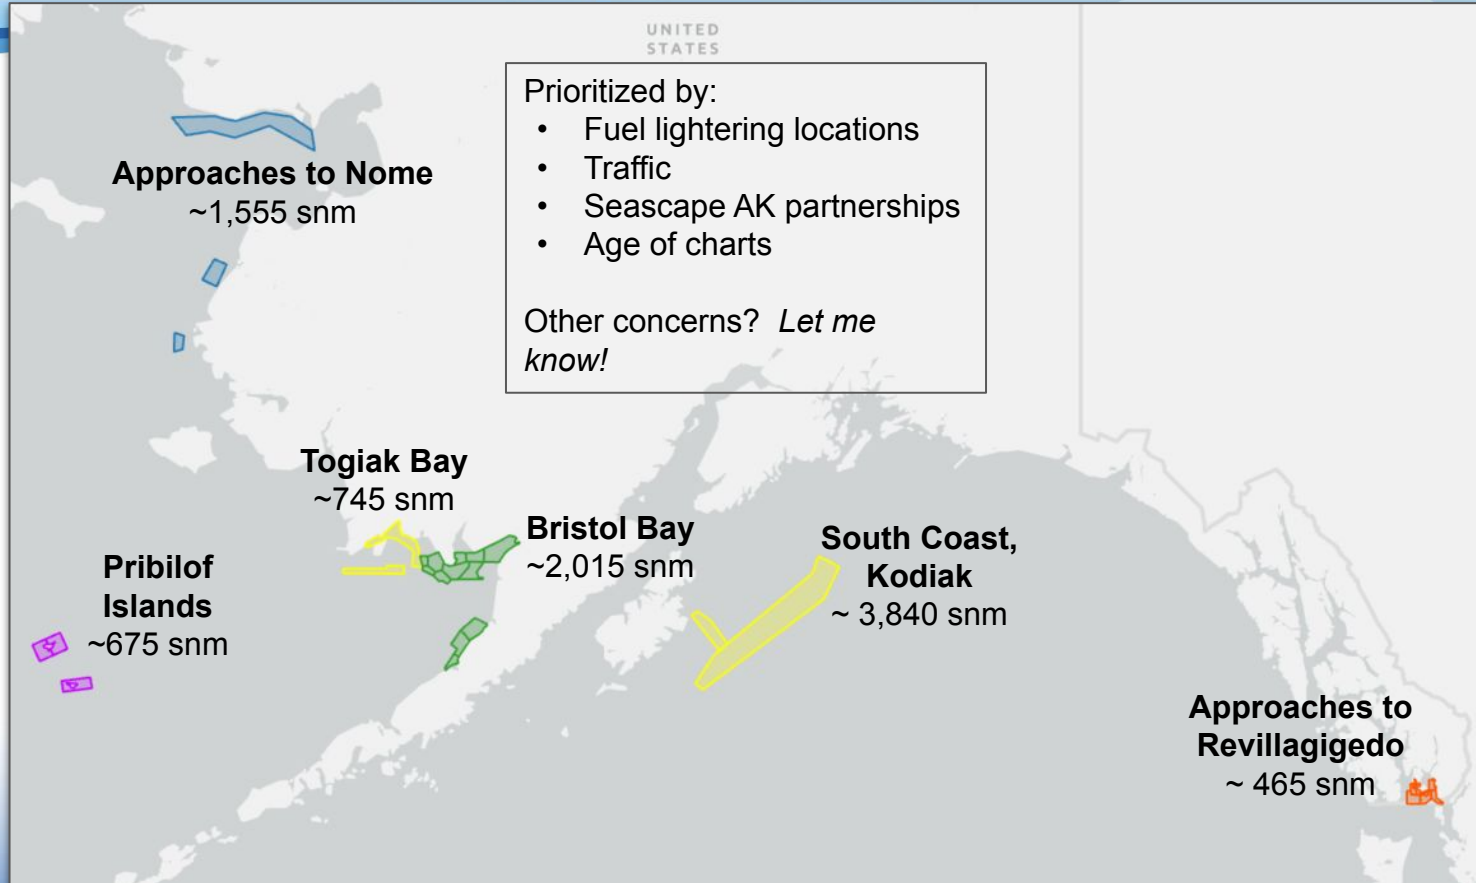 UNITED
STATES
Prioritized by:
• Fuel lightering locations
• Traffic
• Seascape AK partnerships
• Age of charts
Other concerns? Let me
know!
Approaches to Nome
~1,555 snm
Togiak Bay
~745 snm
Bristol Bay
~2,015 snm
South Coast,
Kodiak
~ 3,840 snm
Pribilof
Islands
~675 snm
Approaches to
Revillagigedo
~ 465 snm